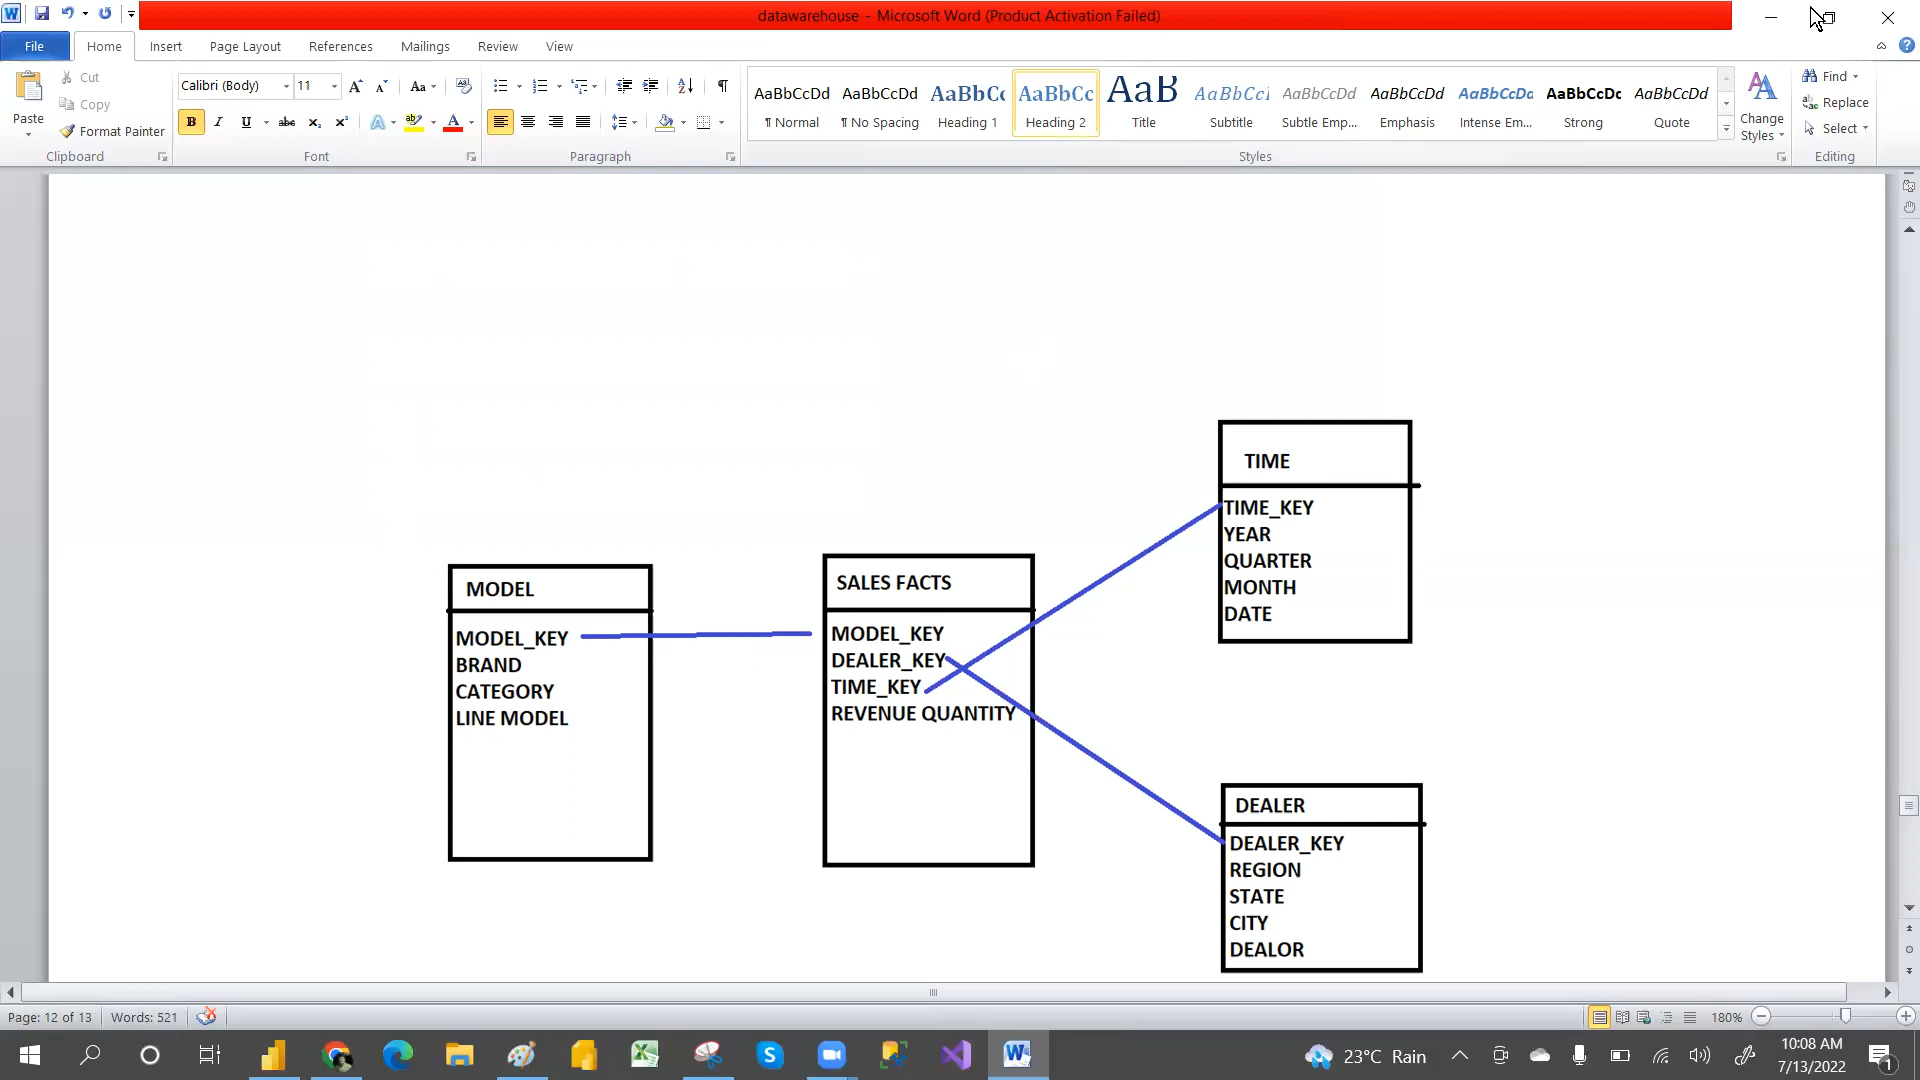 datawarehouse - Microsoft Word (Product Activation Failed)
File Home Insert Page Layout References Mailings Review View
Paste
Cut
Copy
Format Painter
Clipboard
Calibri (Body) 11
Font
Paragraph
AaBbCcDd AaBbCcDd AaBbCc AaBbCc AaB AaBbCcl AaBbCcDd AaBbCcDd AaBbCcDd AaBbCcDc AaBbCcDd
¶ Normal ¶ No Spacing Heading 1 Heading 2 Title Subtitle Subtle Emp... Emphasis Intense Em... Strong Quote
Change
Styles
Styles
Find
Replace
Select
Editing
TIME
TIME_KEY
YEAR
QUARTER
MONTH
DATE
MODEL
MODEL_KEY
BRAND
CATEGORY
LINE MODEL
SALES FACTS
MODEL_KEY
DEALER_KEY
TIME_KEY
REVENUE QUANTITY
DEALER
DEALER_KEY
REGION
STATE
CITY
DEALOR
Page: 12 of 13 Words: 521 180%
23°C Rain
10:08 AM
7/13/2022
1